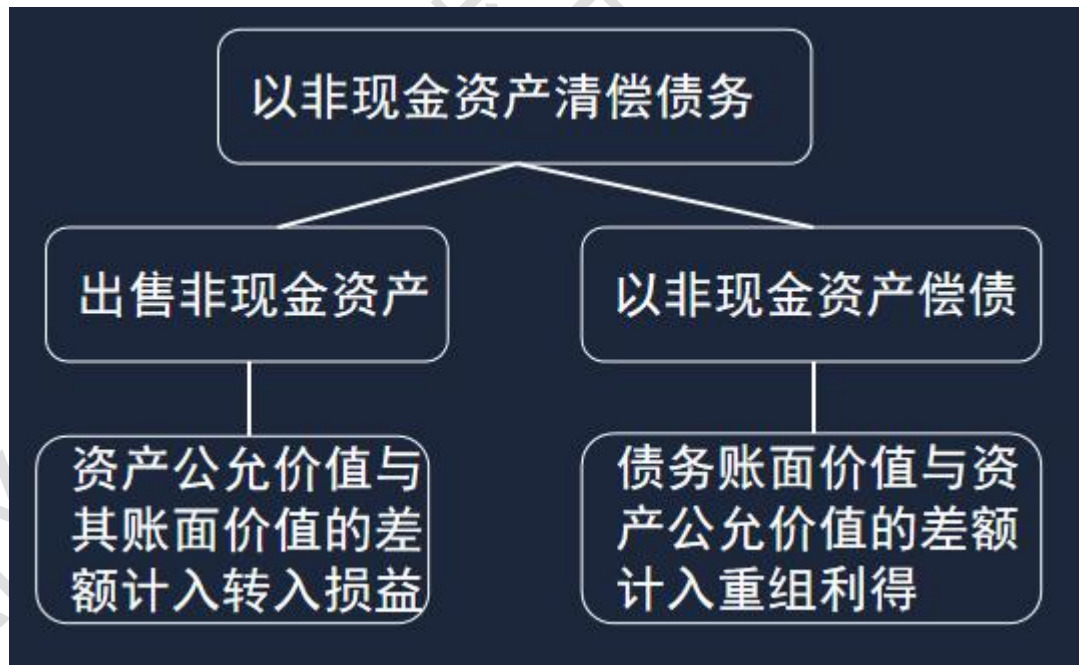 以非现金资产清偿债务
出售非现金资产
以非现金资产偿债
资产公允价值与
其账面价值的差
额计入转入损益
债务账面价值与资
产公允价值的差额
计入重组利得